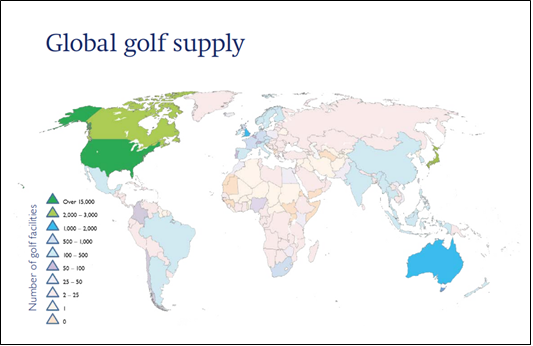 Global golf supply
Number of golf facilities
Over 15,000
2,000 – 3,000
1,000 – 2,000
500 – 1,000
100 – 500
50 – 100
25 – 50
2 – 25
1
0